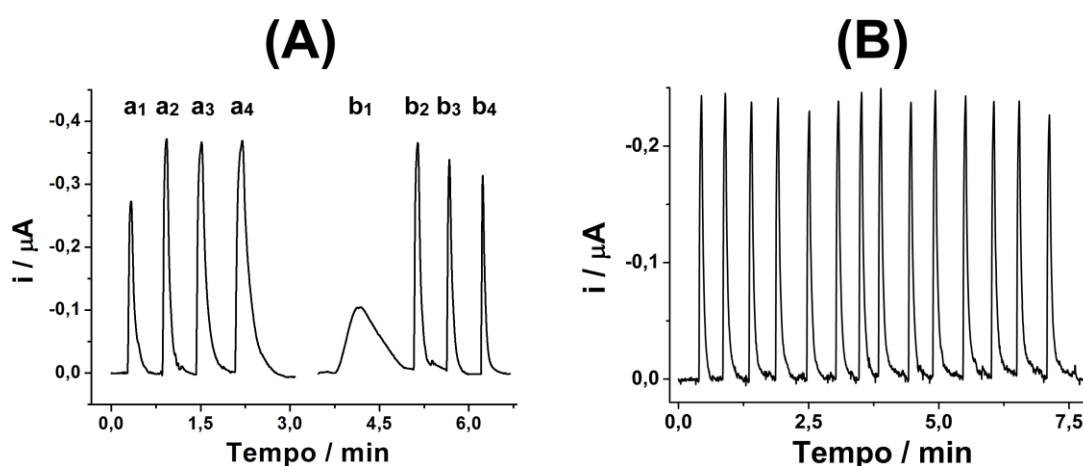 (A)
a1 a2 a3 a4 b1 b2 b3 b4
-0,4
-0,3
-0,2
-0,1
0,0
i / μA
0,0 1,5 3,0 4,5 6,0
Tempo / min
(B)
-0,2
-0,1
0,0
i / μA
0,0 2,5 5,0 7,5
Tempo / min